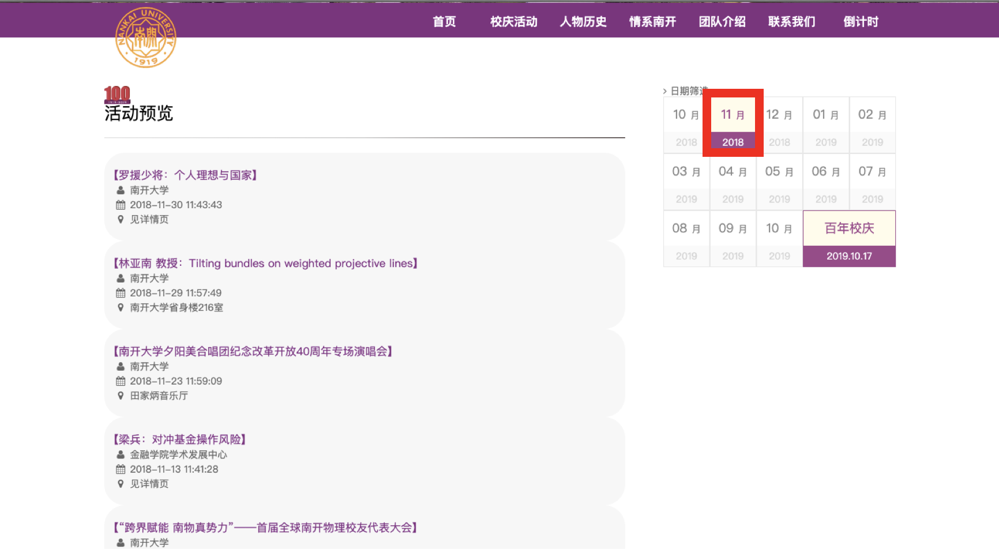 首页 校庆活动 人物历史 情系南开 团队介绍 联系我们 倒计时
NANKAI UNIVERSITY
南開
1919
100
1919-2019
活动预览
【罗援少将：个人理想与国家】
南开大学
2018-11-30 11:43:43
见详情页
【林亚南 教授：Tilting bundles on weighted projective lines】
南开大学
2018-11-29 11:57:49
南开大学省身楼216室
【南开大学夕阳美合唱团纪念改革开放40周年专场演唱会】
南开大学
2018-11-23 11:59:09
田家炳音乐厅
【梁兵：对冲基金操作风险】
金融学院学术发展中心
2018-11-13 11:41:28
见详情页
【“跨界赋能 南物真势力”——首届全球南开物理校友代表大会】
南开大学
> 日期筛选
10 月 11 月 12 月 01 月 02 月
2018 2018 2018 2019 2019
03 月 04 月 05 月 06 月 07 月
2019 2019 2019 2019 2019
08 月 09 月 10 月 百年校庆
2019 2019 2019 2019.10.17